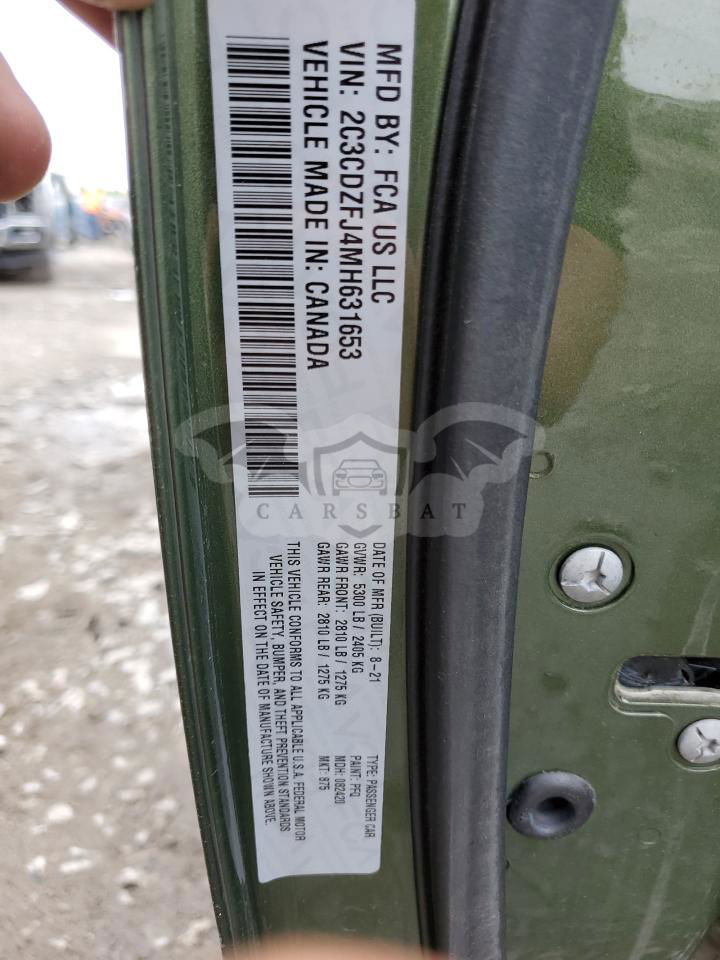 MFD BY: FCA US LLC
VIN: 2C3CDZFJ4MH631653
VEHICLE MADE IN: CANADA
DATE OF MFR (BUILT): 8-21
GVWR: 5300 LB / 2405 KG
GAWR FRONT: 2810 LB / 1275 KG
GAWR REAR: 2810 LB / 1275 KG
TYPE: PASSENGER CAR
PAINT: PFQ
MDH: 082420
MKT: 875
THIS VEHICLE CONFORMS TO ALL APPLICABLE U.S.A. FEDERAL MOTOR
VEHICLE SAFETY, BUMPER, AND THEFT PREVENTION STANDARDS
IN EFFECT ON THE DATE OF MANUFACTURE SHOWN ABOVE.
CARSBAT